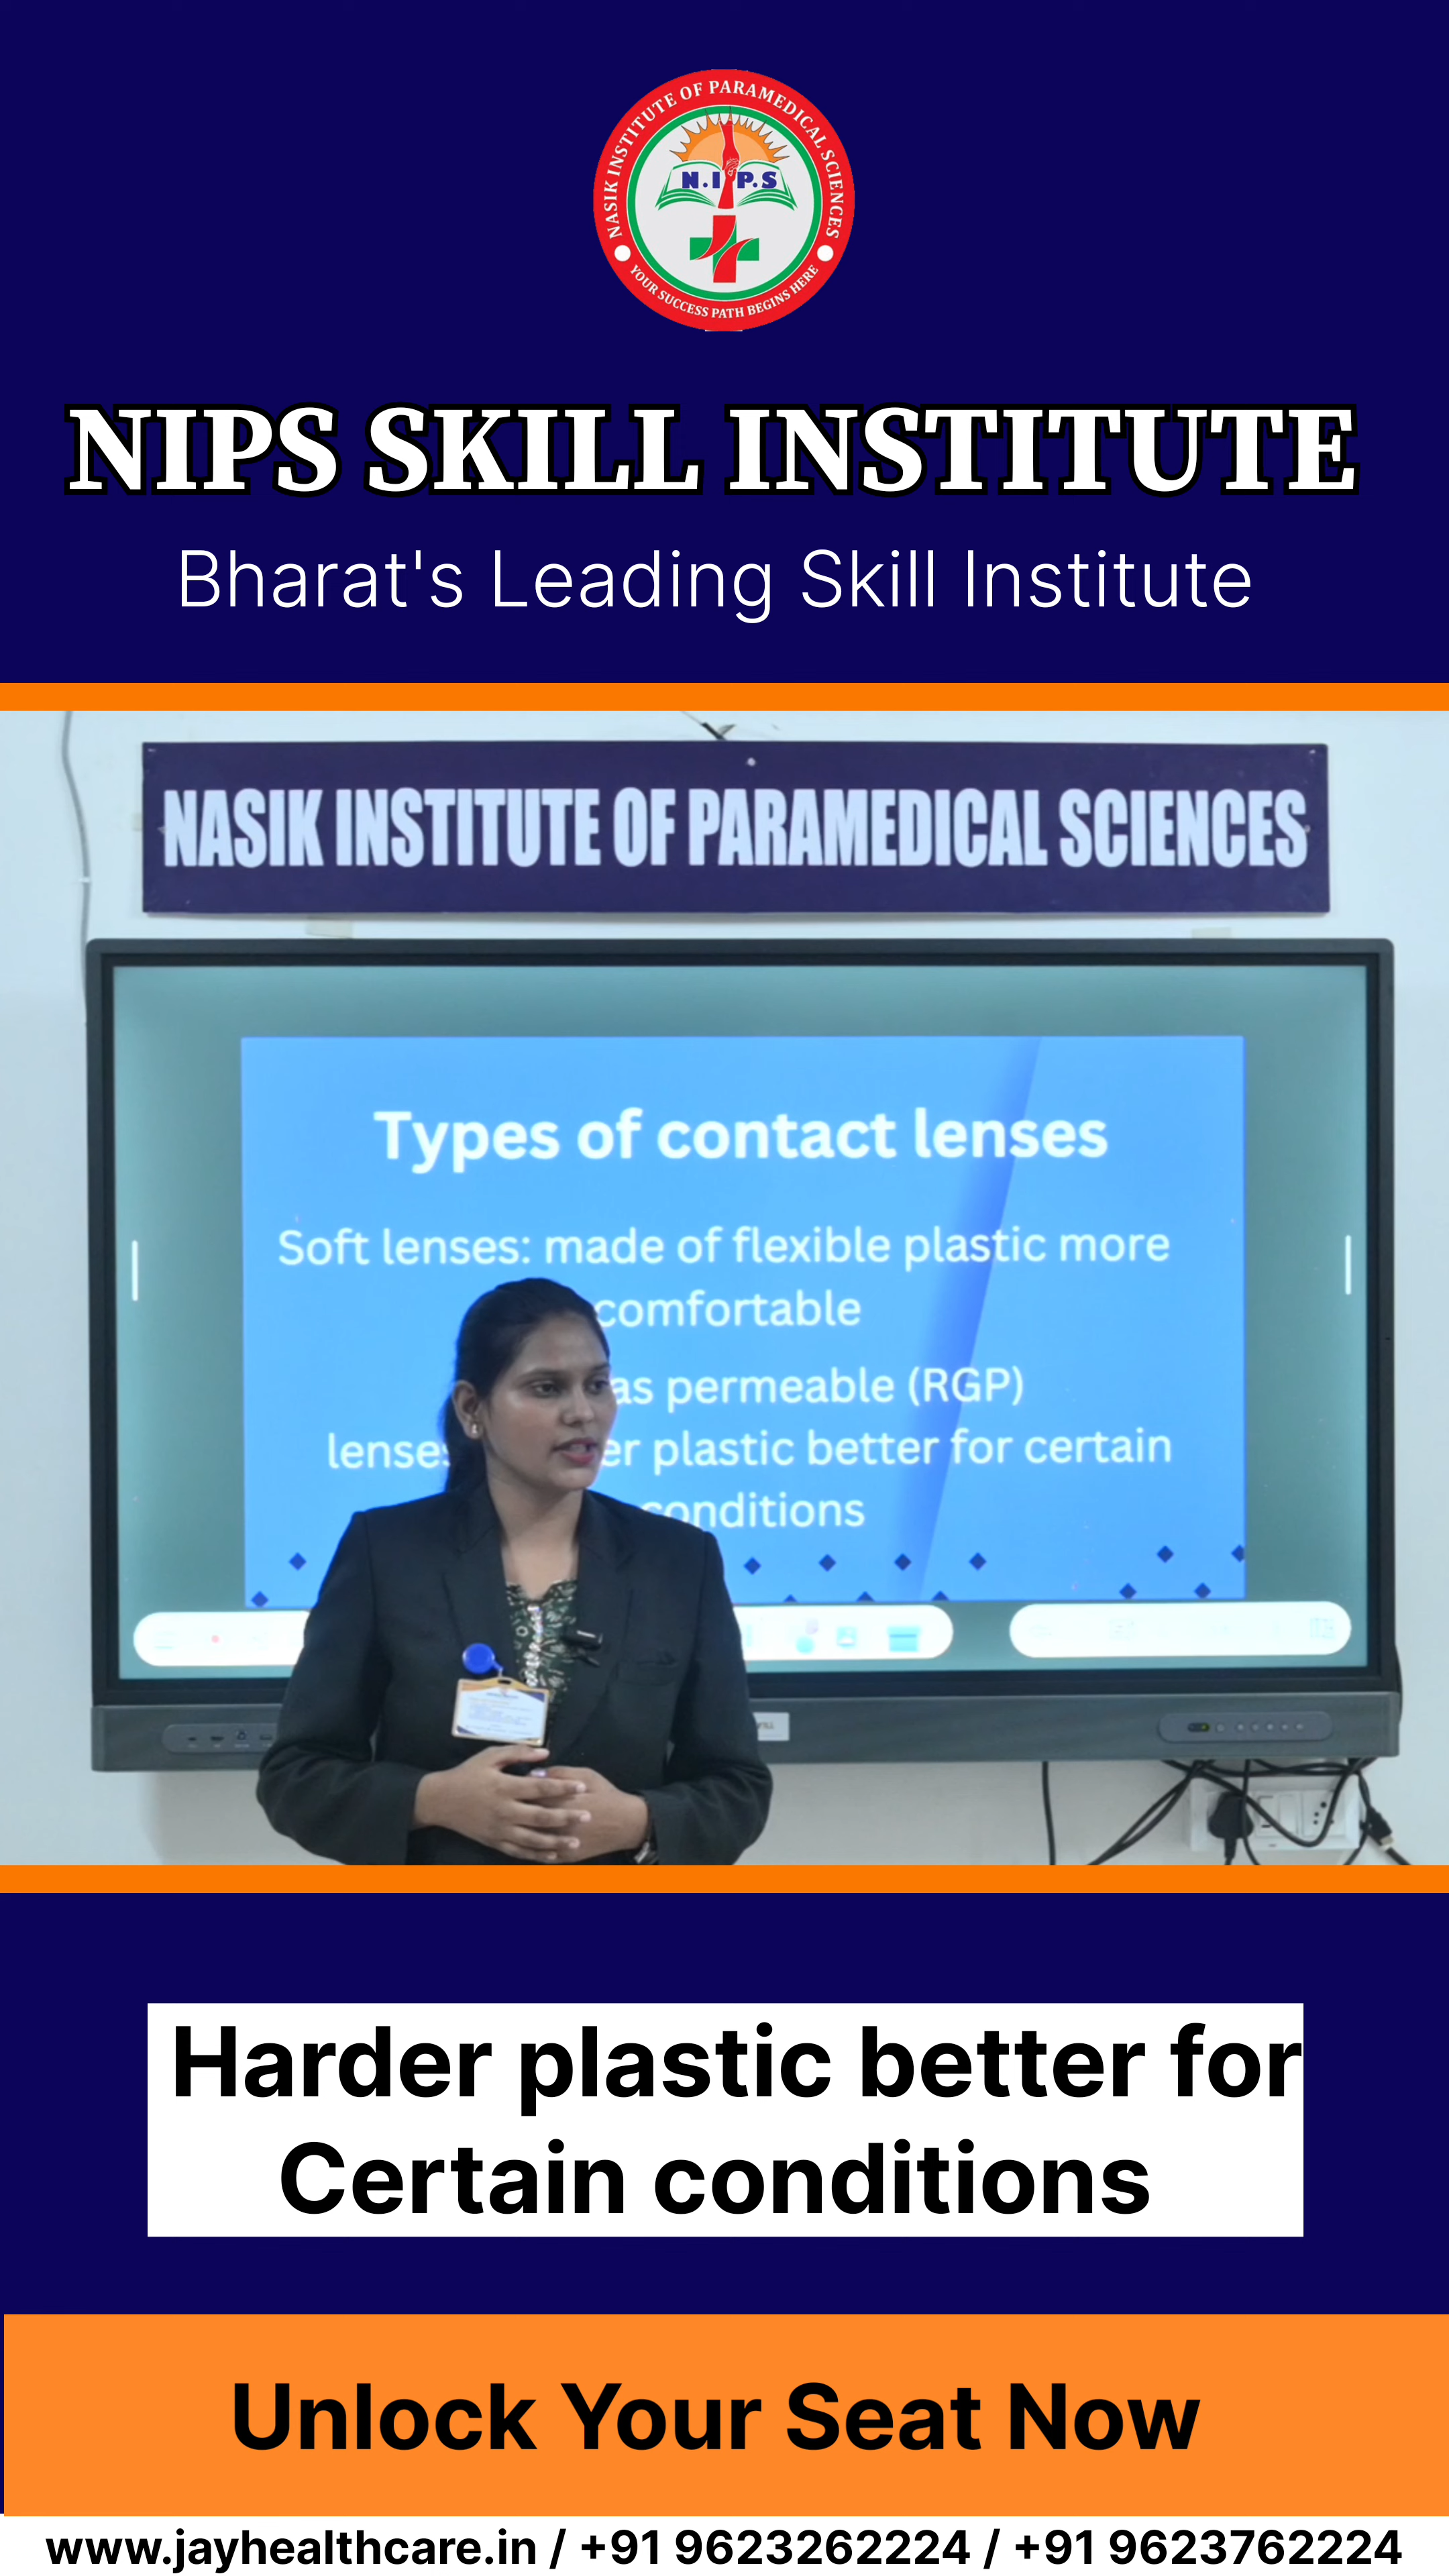 NASIK INSTITUTE OF PARAMEDICAL SCIENCES
N.I.P.S
YOUR SUCCESS PATH BEGINS HERE
NIPS SKILL INSTITUTE
Bharat's Leading Skill Institute
NASIK INSTITUTE OF PARAMEDICAL SCIENCES
Types of contact lenses
Soft lenses: made of flexible plastic more
comfortable
as permeable (RGP)
lenses er plastic better for certain
conditions
Harder plastic better for
Certain conditions
Unlock Your Seat Now
www.jayhealthcare.in / +91 9623262224 / +91 9623762224